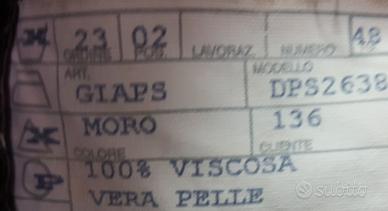 23 02 48
ORDINE POS. LAVORAZ. NUMERO
ART. MODELLO
GIAPS DPS2638
MORO 136
COLORE CLIENTE
P 100% VISCOSA
VERA PELLE
subito